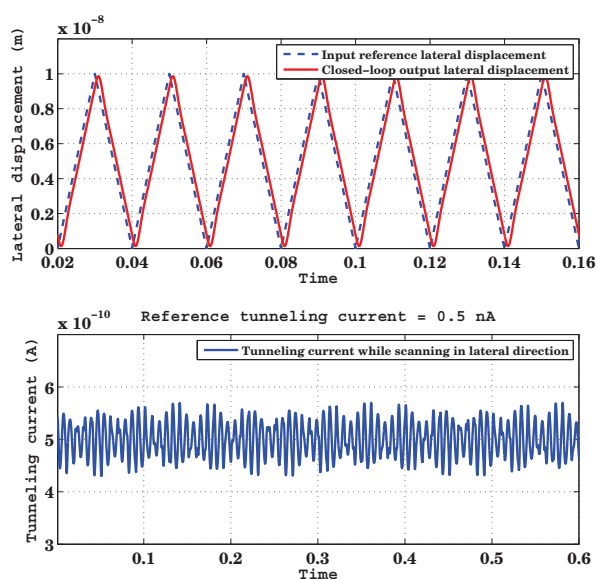 x 10⁻⁸
Lateral displacement (m)
1
0.8
0.6
0.4
0.2
0
Input reference lateral displacement
Closed-loop output lateral displacement
0.02 0.04 0.06 0.08 0.1 0.12 0.14 0.16
Time
x 10⁻¹⁰
Reference tunneling current = 0.5 nA
Tunneling current (A)
6
5
4
3
Tunneling current while scanning in lateral direction
0.1 0.2 0.3 0.4 0.5 0.6
Time